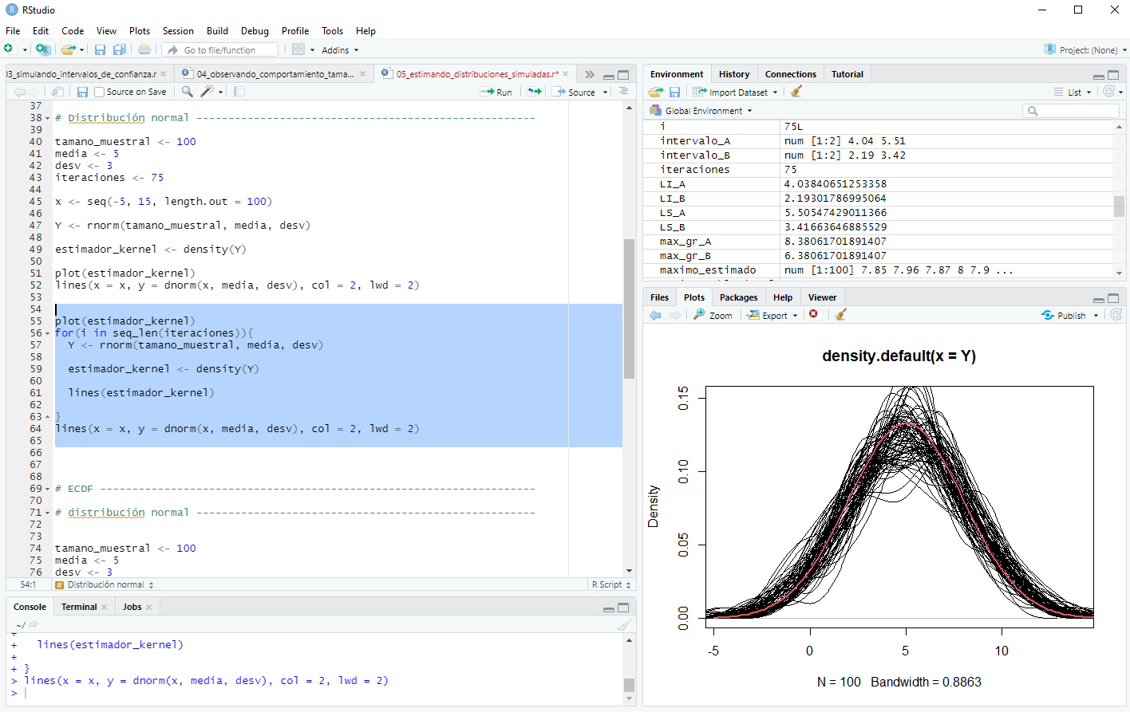 RStudio
File Edit Code View Plots Session Build Debug Profile Tools Help
Go to file/function Addins Project: (None)
03_simulando_intervalos_de_confianza.r 04_observando_comportamiento_tama... 05_estimando_distribuciones_simuladas.r*
Source on Save Run Source
37
38 # Distribución normal ----------------------------------------------------
39
40 tamano_muestral <- 100
41 media <- 5
42 desv <- 3
43 iteraciones <- 75
44
45 x <- seq(-5, 15, length.out = 100)
46
47 Y <- rnorm(tamano_muestral, media, desv)
48
49 estimador_kernel <- density(Y)
50
51 plot(estimador_kernel)
52 lines(x = x, y = dnorm(x, media, desv), col = 2, lwd = 2)
53
54
55 plot(estimador_kernel)
56 for(i in seq_len(iteraciones)){
57 Y <- rnorm(tamano_muestral, media, desv)
58
59 estimador_kernel <- density(Y)
60
61 lines(estimador_kernel)
62
63 }
64 lines(x = x, y = dnorm(x, media, desv), col = 2, lwd = 2)
65
66
67
68
69 # ECDF -------------------------------------------------------------------
70
71 # distribución normal ----------------------------------------------------
72
73
74 tamano_muestral <- 100
75 media <- 5
76 desv <- 3
54:1 # Distribución normal R Script
Console Terminal Jobs
~/
+
+ lines(estimador_kernel)
+
+ }
> lines(x = x, y = dnorm(x, media, desv), col = 2, lwd = 2)
>
Environment History Connections Tutorial
Import Dataset List
Global Environment
i 75L
intervalo_A num [1:2] 4.04 5.51
intervalo_B num [1:2] 2.19 3.42
iteraciones 75
LI_A 4.03840651253358
LI_B 2.19301786995064
LS_A 5.50547429011366
LS_B 3.41663646885529
max_gr_A 8.38061701891407
max_gr_B 6.38061701891407
maximo_estimado num [1:100] 7.85 7.96 7.87 8 7.9 ...
Files Plots Packages Help Viewer
Zoom Export Publish
density.default(x = Y)
Density
0.15
0.10
0.05
0.00
-5 0 5 10
N = 100 Bandwidth = 0.8863